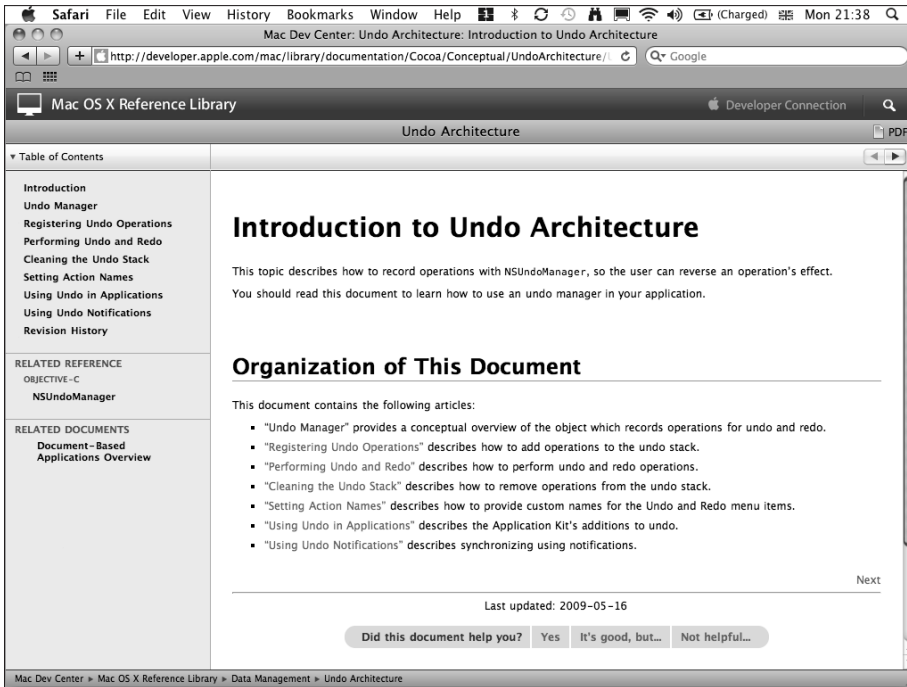 Safari File Edit View History Bookmarks Window Help (Charged) Mon 21:38
Mac Dev Center: Undo Architecture: Introduction to Undo Architecture
http://developer.apple.com/mac/library/documentation/Cocoa/Conceptual/UndoArchitecture/ Google
Mac OS X Reference Library Developer Connection
Undo Architecture PDF
Table of Contents
Introduction
Undo Manager
Registering Undo Operations
Performing Undo and Redo
Cleaning the Undo Stack
Setting Action Names
Using Undo in Applications
Using Undo Notifications
Revision History
RELATED REFERENCE
OBJECTIVE-C
NSUndoManager
RELATED DOCUMENTS
Document-Based
Applications Overview
Introduction to Undo Architecture
This topic describes how to record operations with NSUndoManager, so the user can reverse an operation's effect.
You should read this document to learn how to use an undo manager in your application.
Organization of This Document
This document contains the following articles:
▪ "Undo Manager" provides a conceptual overview of the object which records operations for undo and redo.
▪ "Registering Undo Operations" describes how to add operations to the undo stack.
▪ "Performing Undo and Redo" describes how to perform undo and redo operations.
▪ "Cleaning the Undo Stack" describes how to remove operations from the undo stack.
▪ "Setting Action Names" describes how to provide custom names for the Undo and Redo menu items.
▪ "Using Undo in Applications" describes the Application Kit's additions to undo.
▪ "Using Undo Notifications" describes synchronizing using notifications.
Next
Last updated: 2009-05-16
Did this document help you? Yes It's good, but... Not helpful...
Mac Dev Center ▸ Mac OS X Reference Library ▸ Data Management ▸ Undo Architecture